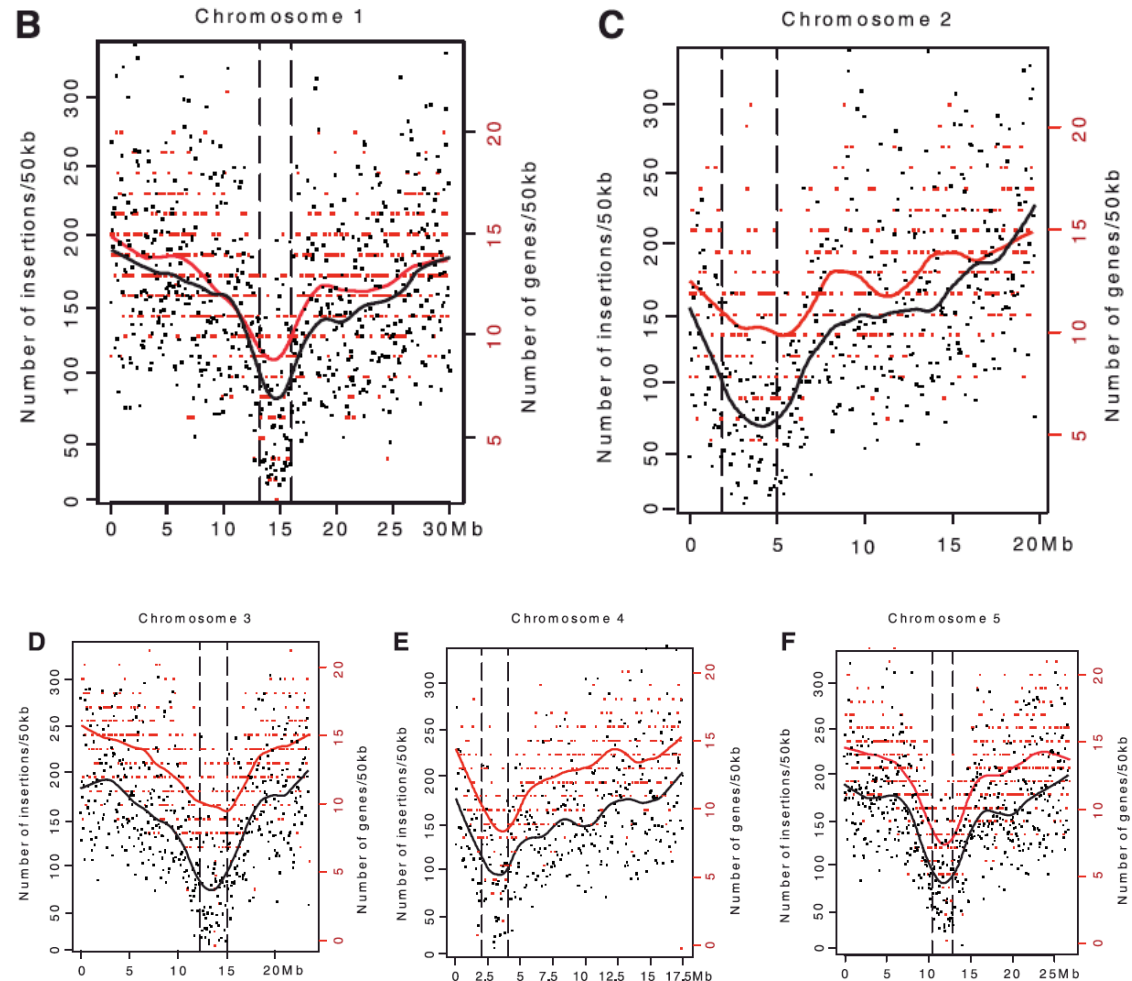 B
Chromosome 1
Number of insertions/50kb
0 50 100 150 200 250 300
0 5 10 15 20 25 30Mb
5 10 15 20
Number of genes/50kb
C
Chromosome 2
Number of insertions/50kb
0 50 100 150 200 250 300
0 5 10 15 20Mb
5 10 15 20
Number of genes/50kb
D
Chromosome 3
Number of insertions/50kb
0 50 100 150 200 250 300
0 5 10 15 20Mb
0 5 10 15 20
Number of genes/50kb
E
Chromosome 4
Number of insertions/50kb
0 50 100 150 200 250 300
0 2.5 5 7.5 10 12.5 15 17.5Mb
0 5 10 15 20
Number of genes/50kb
F
Chromosome 5
Number of insertions/50kb
0 50 100 150 200 300
0 5 10 15 20 25Mb
0 5 10 15 20
Number of genes/50kb